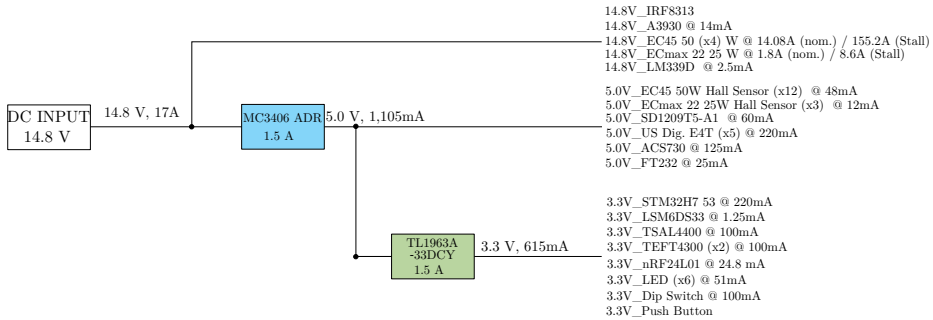 14.8V_IRF8313
14.8V_A3930 @ 14mA
14.8V_EC45 50 (x4) W @ 14.08A (nom.) / 155.2A (Stall)
14.8V_ECmax 22 25 W @ 1.8A (nom.) / 8.6A (Stall)
14.8V_LM339D @ 2.5mA
DC INPUT
14.8 V
14.8 V, 17A
MC3406 ADR
1.5 A
5.0 V, 1,105mA
5.0V_EC45 50W Hall Sensor (x12) @ 48mA
5.0V_ECmax 22 25W Hall Sensor (x3) @ 12mA
5.0V_SD1209T5-A1 @ 60mA
5.0V_US Dig. E4T (x5) @ 220mA
5.0V_ACS730 @ 125mA
5.0V_FT232 @ 25mA
TL1963A
-33DCY
1.5 A
3.3 V, 615mA
3.3V_STM32H7 53 @ 220mA
3.3V_LSM6DS33 @ 1.25mA
3.3V_TSAL4400 @ 100mA
3.3V_TEFT4300 (x2) @ 100mA
3.3V_nRF24L01 @ 24.8 mA
3.3V_LED (x6) @ 51mA
3.3V_Dip Switch @ 100mA
3.3V_Push Button